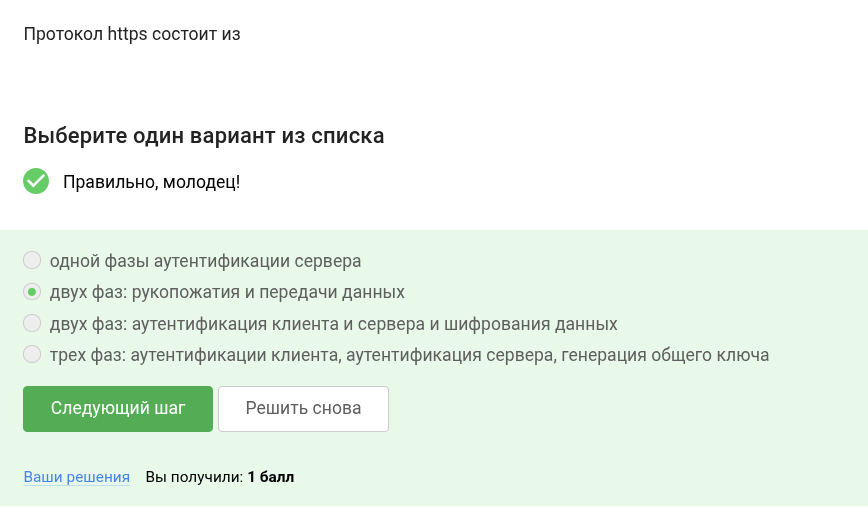 Протокол https состоит из
Выберите один вариант из списка
Правильно, молодец!
одной фазы аутентификации сервера
двух фаз: рукопожатия и передачи данных
двух фаз: аутентификация клиента и сервера и шифрования данных
трех фаз: аутентификации клиента, аутентификация сервера, генерация общего ключа
Следующий шаг Решить снова
Ваши решения Вы получили: 1 балл